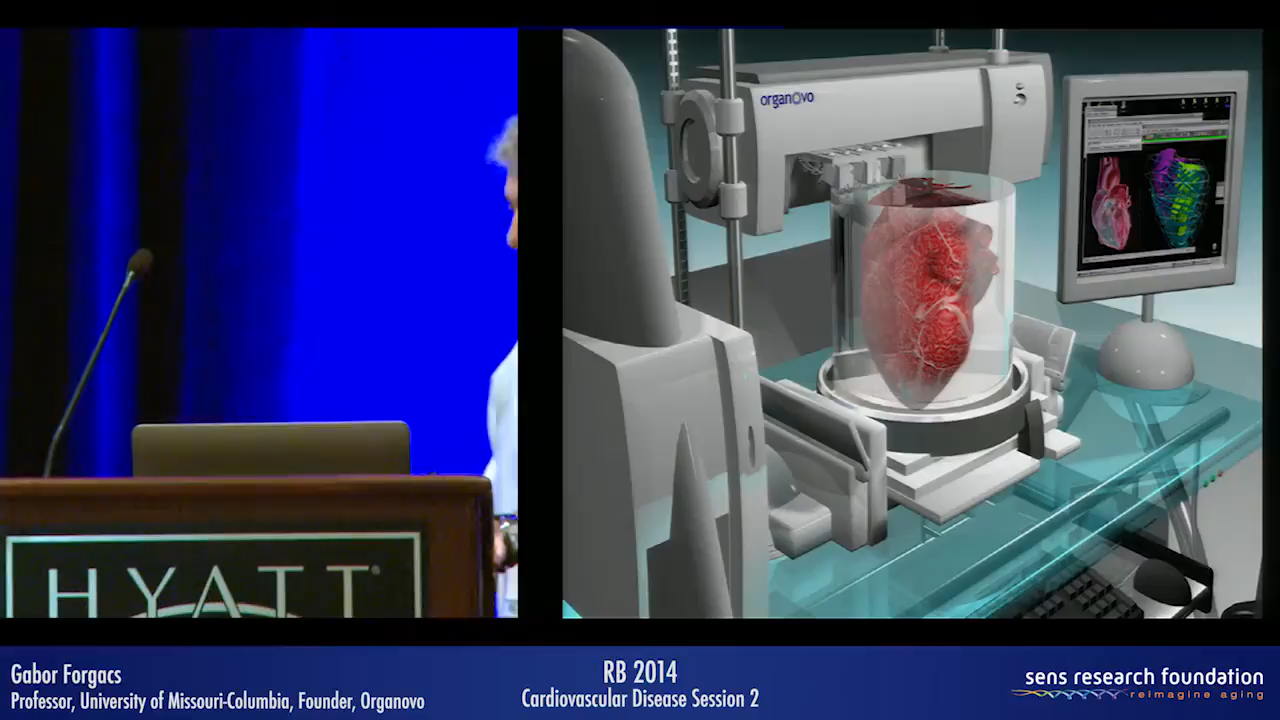 organovo
HYATT®
Gabor Forgacs
Professor, University of Missouri-Columbia, Founder, Organovo
RB 2014
Cardiovascular Disease Session 2
sens research foundation
reimagine aging